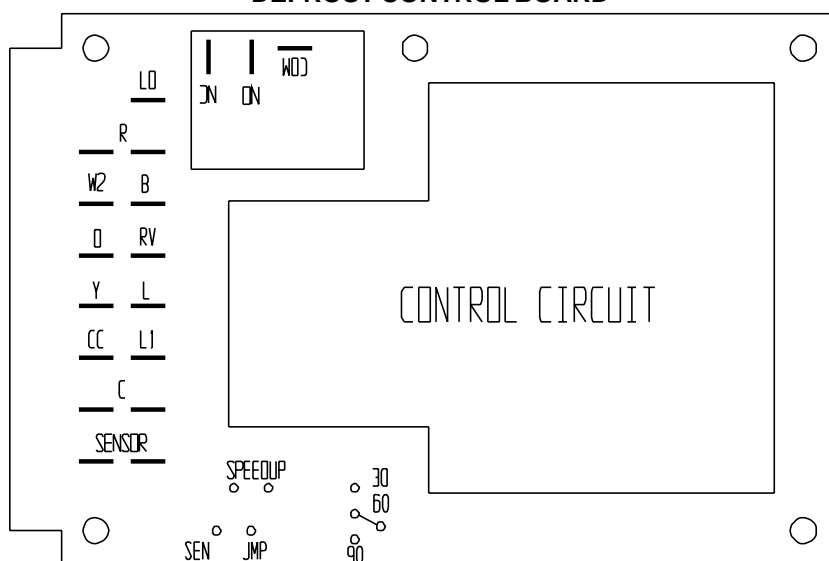 DEFROST CONTROL BOARD
LO
NC NO COM
R
W2 B
O RV
Y L
CC L1
C
SENSOR
CONTROL CIRCUIT
SPEEDUP
30
60
90
SEN JMP